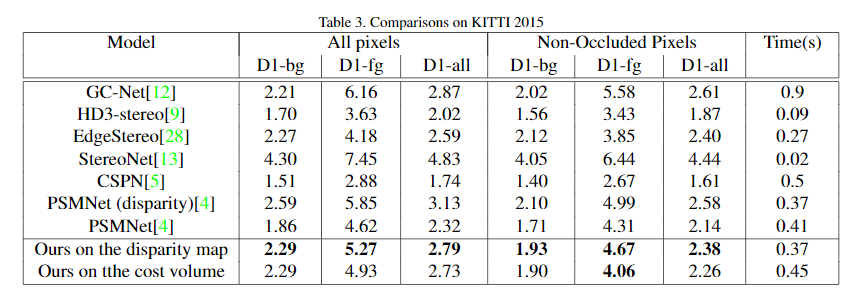 Table 3. Comparisons on KITTI 2015
Model All pixels Non-Occluded Pixels Time(s)
D1-bg D1-fg D1-all D1-bg D1-fg D1-all
GC-Net[12] 2.21 6.16 2.87 2.02 5.58 2.61 0.9
HD3-stereo[9] 1.70 3.63 2.02 1.56 3.43 1.87 0.09
EdgeStereo[28] 2.27 4.18 2.59 2.12 3.85 2.40 0.27
StereoNet[13] 4.30 7.45 4.83 4.05 6.44 4.44 0.02
CSPN[5] 1.51 2.88 1.74 1.40 2.67 1.61 0.5
PSMNet (disparity)[4] 2.59 5.85 3.13 2.10 4.99 2.58 0.37
PSMNet[4] 1.86 4.62 2.32 1.71 4.31 2.14 0.41
Ours on the disparity map 2.29 5.27 2.79 1.93 4.67 2.38 0.37
Ours on tthe cost volume 2.29 4.93 2.73 1.90 4.06 2.26 0.45